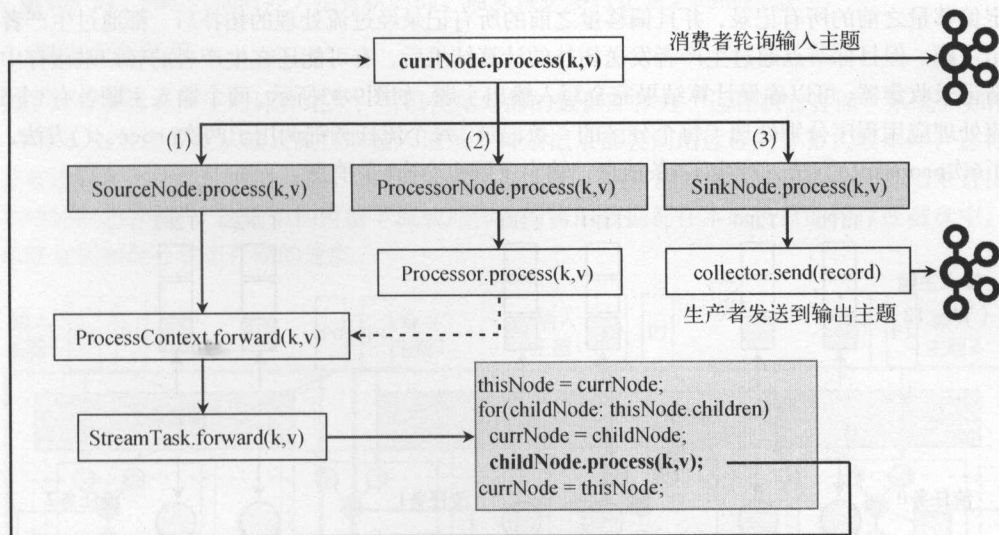 消费者轮询输入主题
currNode.process(k,v)
(1)
(2)
(3)
SourceNode.process(k,v)
ProcessorNode.process(k,v)
SinkNode.process(k,v)
Processor.process(k,v)
collector.send(record)
生产者发送到输出主题
ProcessContext.forward(k,v)
StreamTask.forward(k,v)
thisNode = currNode;
for(childNode: thisNode.children)
currNode = childNode;
childNode.process(k,v);
currNode = thisNode;